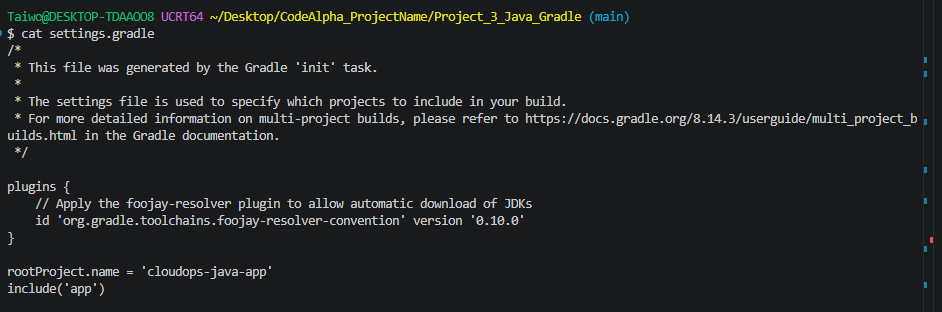 Taiwo@DESKTOP-TDAAOO8 UCRT64 ~/Desktop/CodeAlpha_ProjectName/Project_3_Java_Gradle (main)
$ cat settings.gradle
/*
 * This file was generated by the Gradle 'init' task.
 *
 * The settings file is used to specify which projects to include in your build.
 * For more detailed information on multi-project builds, please refer to https://docs.gradle.org/8.14.3/userguide/multi_project_b
uilds.html in the Gradle documentation.
 */

plugins {
    // Apply the foojay-resolver plugin to allow automatic download of JDKs
    id 'org.gradle.toolchains.foojay-resolver-convention' version '0.10.0'
}

rootProject.name = 'cloudops-java-app'
include('app')